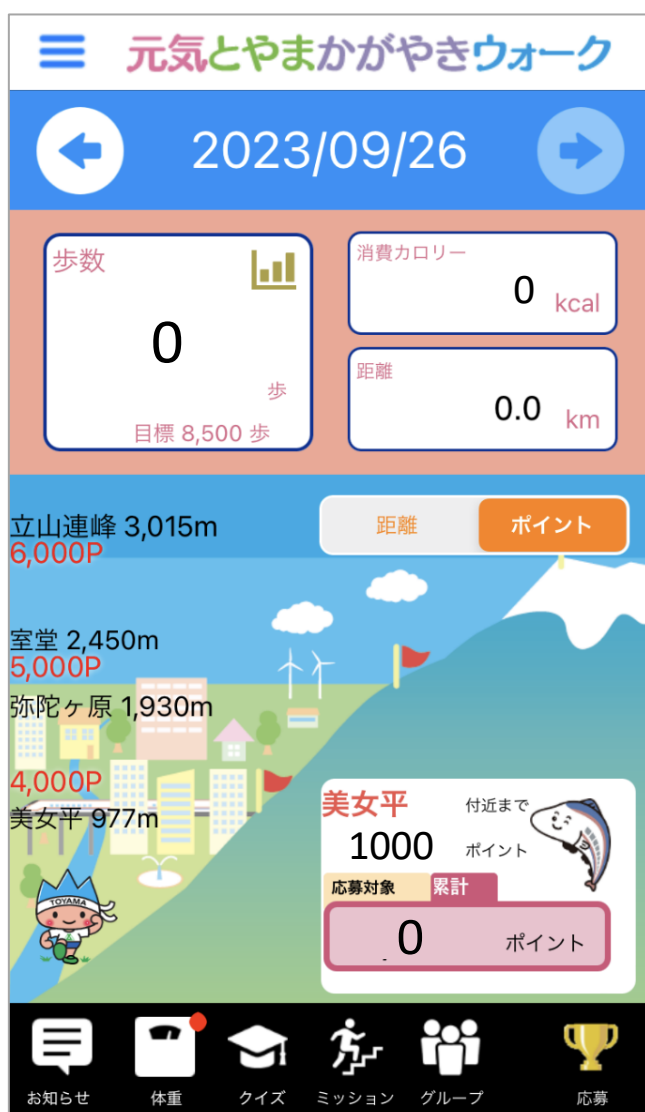 元気とやまかがやきウォーク
2023/09/26
歩数
0
歩
目標 8,500 歩
消費カロリー
0 kcal
距離
0.0 km
距離 ポイント
立山連峰 3,015m
6,000P
室堂 2,450m
5,000P
弥陀ヶ原 1,930m
4,000P
美女平 977m
TOYAMA
美女平 付近まで
1000 ポイント
応募対象 累計
0 ポイント
お知らせ 体重 クイズ ミッション グループ 応募